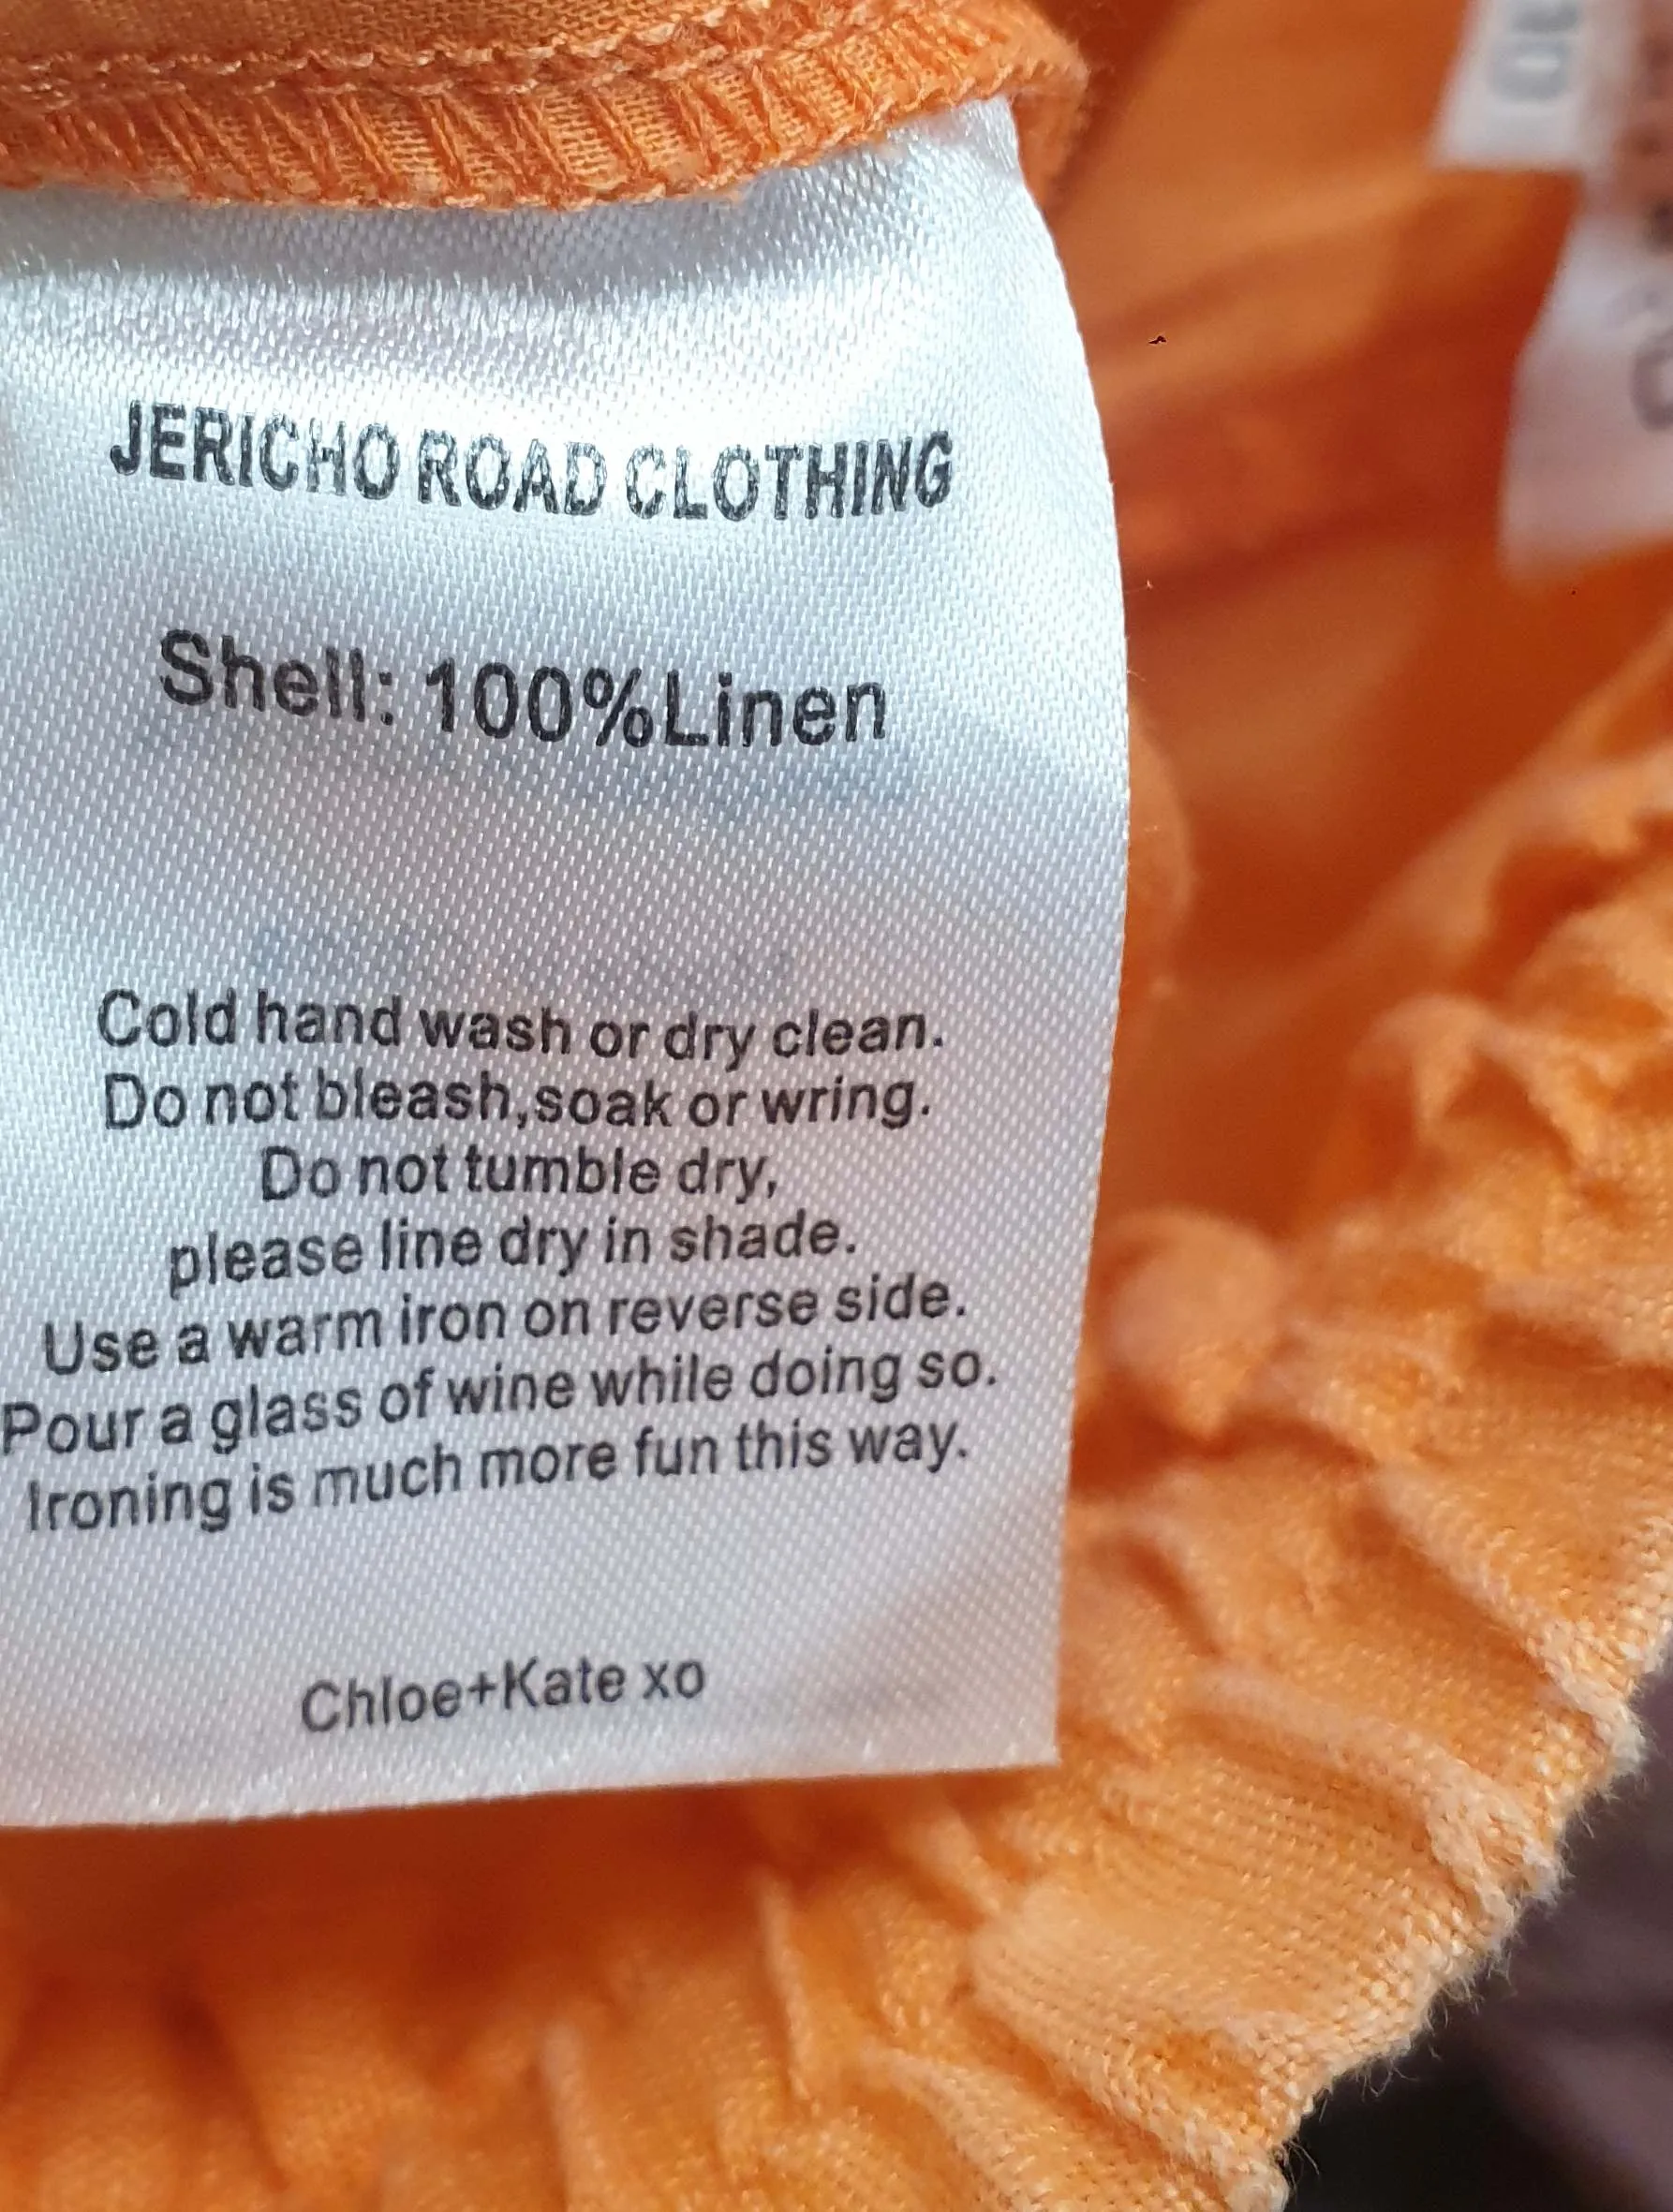 JERICHO ROAD CLOTHING
Shell: 100%Linen
Cold hand wash or dry clean.
Do not bleash,soak or wring.
Do not tumble dry,
please line dry in shade.
Use a warm iron on reverse side.
Pour a glass of wine while doing so.
Ironing is much more fun this way.
Chloe+Kate xo